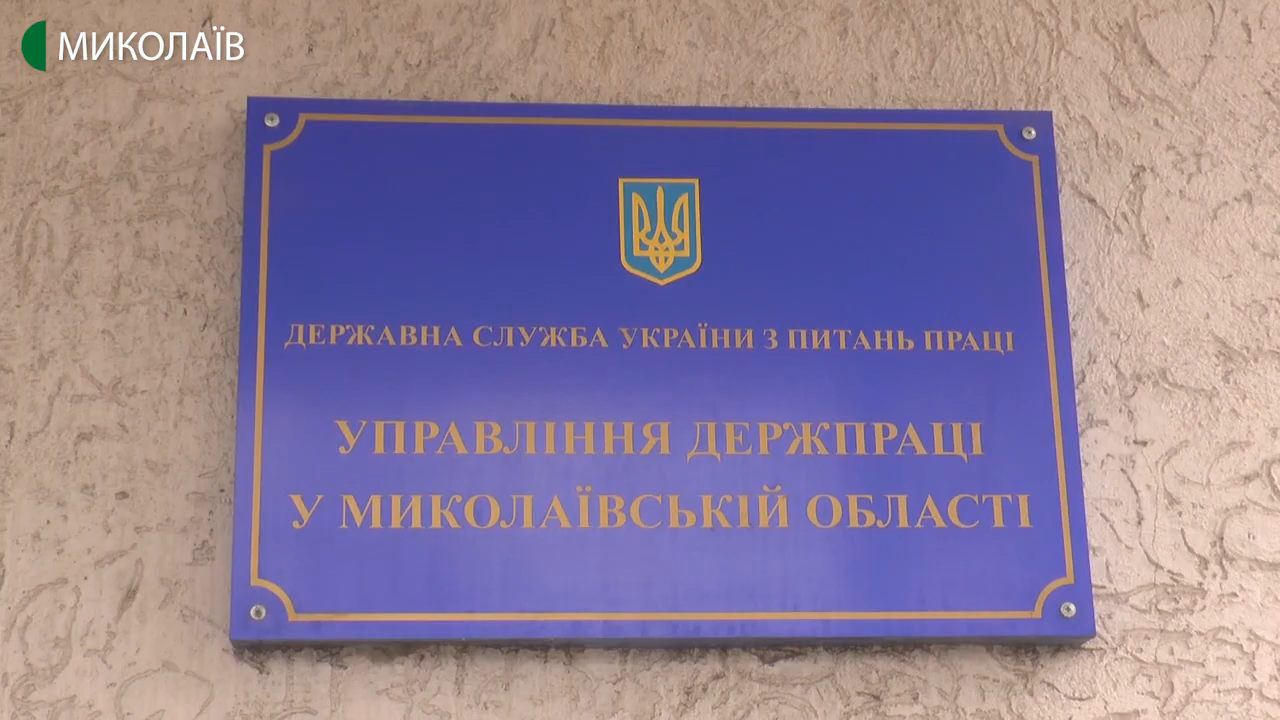 МИКОЛАЇВ
ДЕРЖАВНА СЛУЖБА УКРАЇНИ З ПИТАНЬ ПРАЦІ
УПРАВЛІННЯ ДЕРЖПРАЦІ
У МИКОЛАЇВСЬКІЙ ОБЛАСТІ